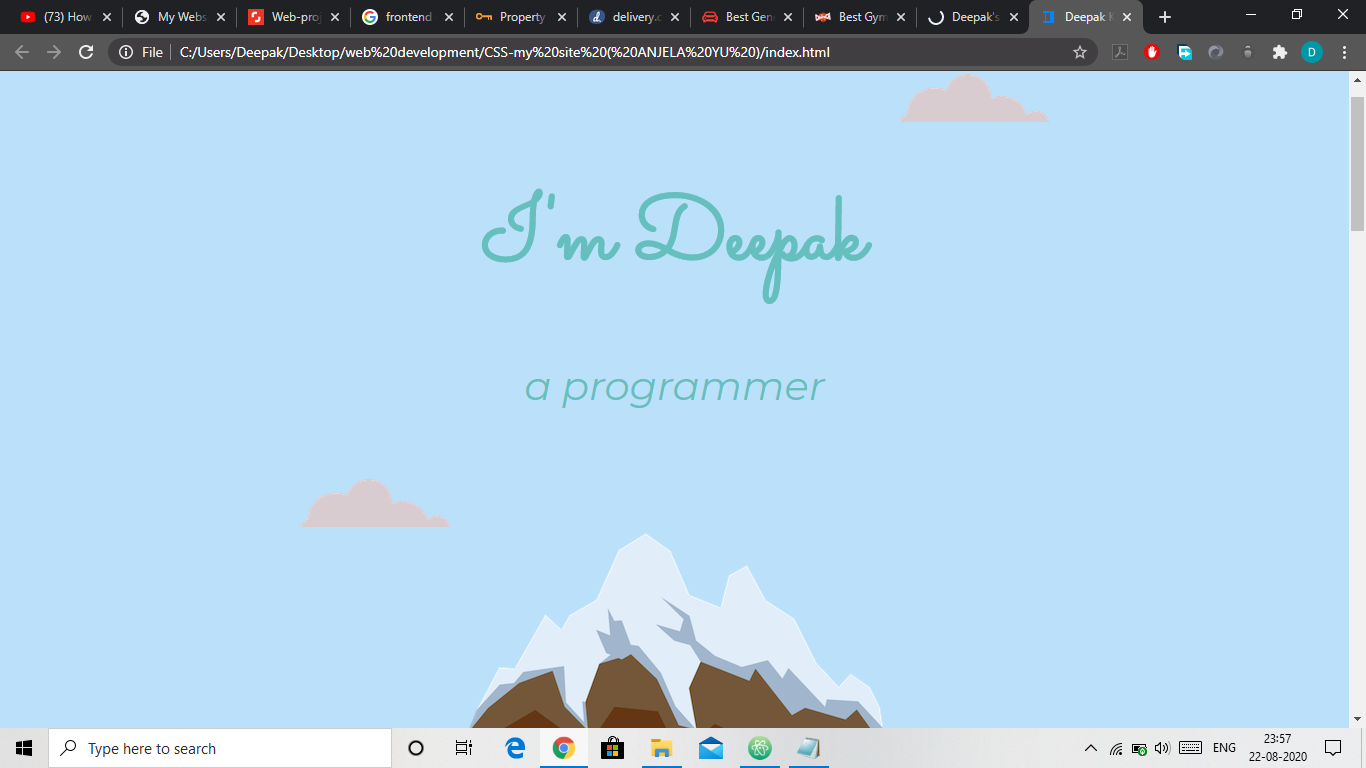 (73) How
My Webs
Web-proj
frontend
Property
delivery.c
Best Gen
Best Gym
Deepak's
Deepak K
File
C:/Users/Deepak/Desktop/web%20development/CSS-my%20site%20(%20ANJELA%20YU%20)/index.html
D
I'm Deepak
a programmer
Type here to search
ENG
23:57
22-08-2020